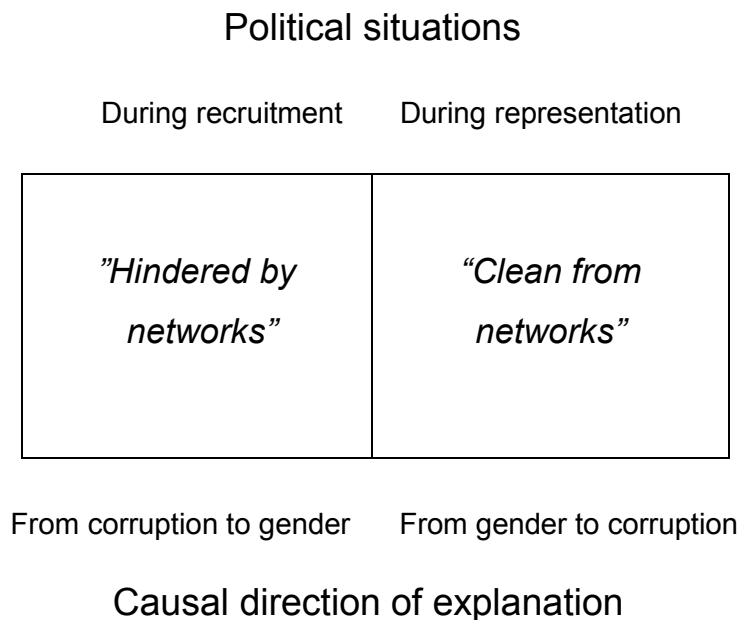 Political situations
During recruitment During representation
”Hindered by
networks”
“Clean from
networks”
From corruption to gender From gender to corruption
Causal direction of explanation